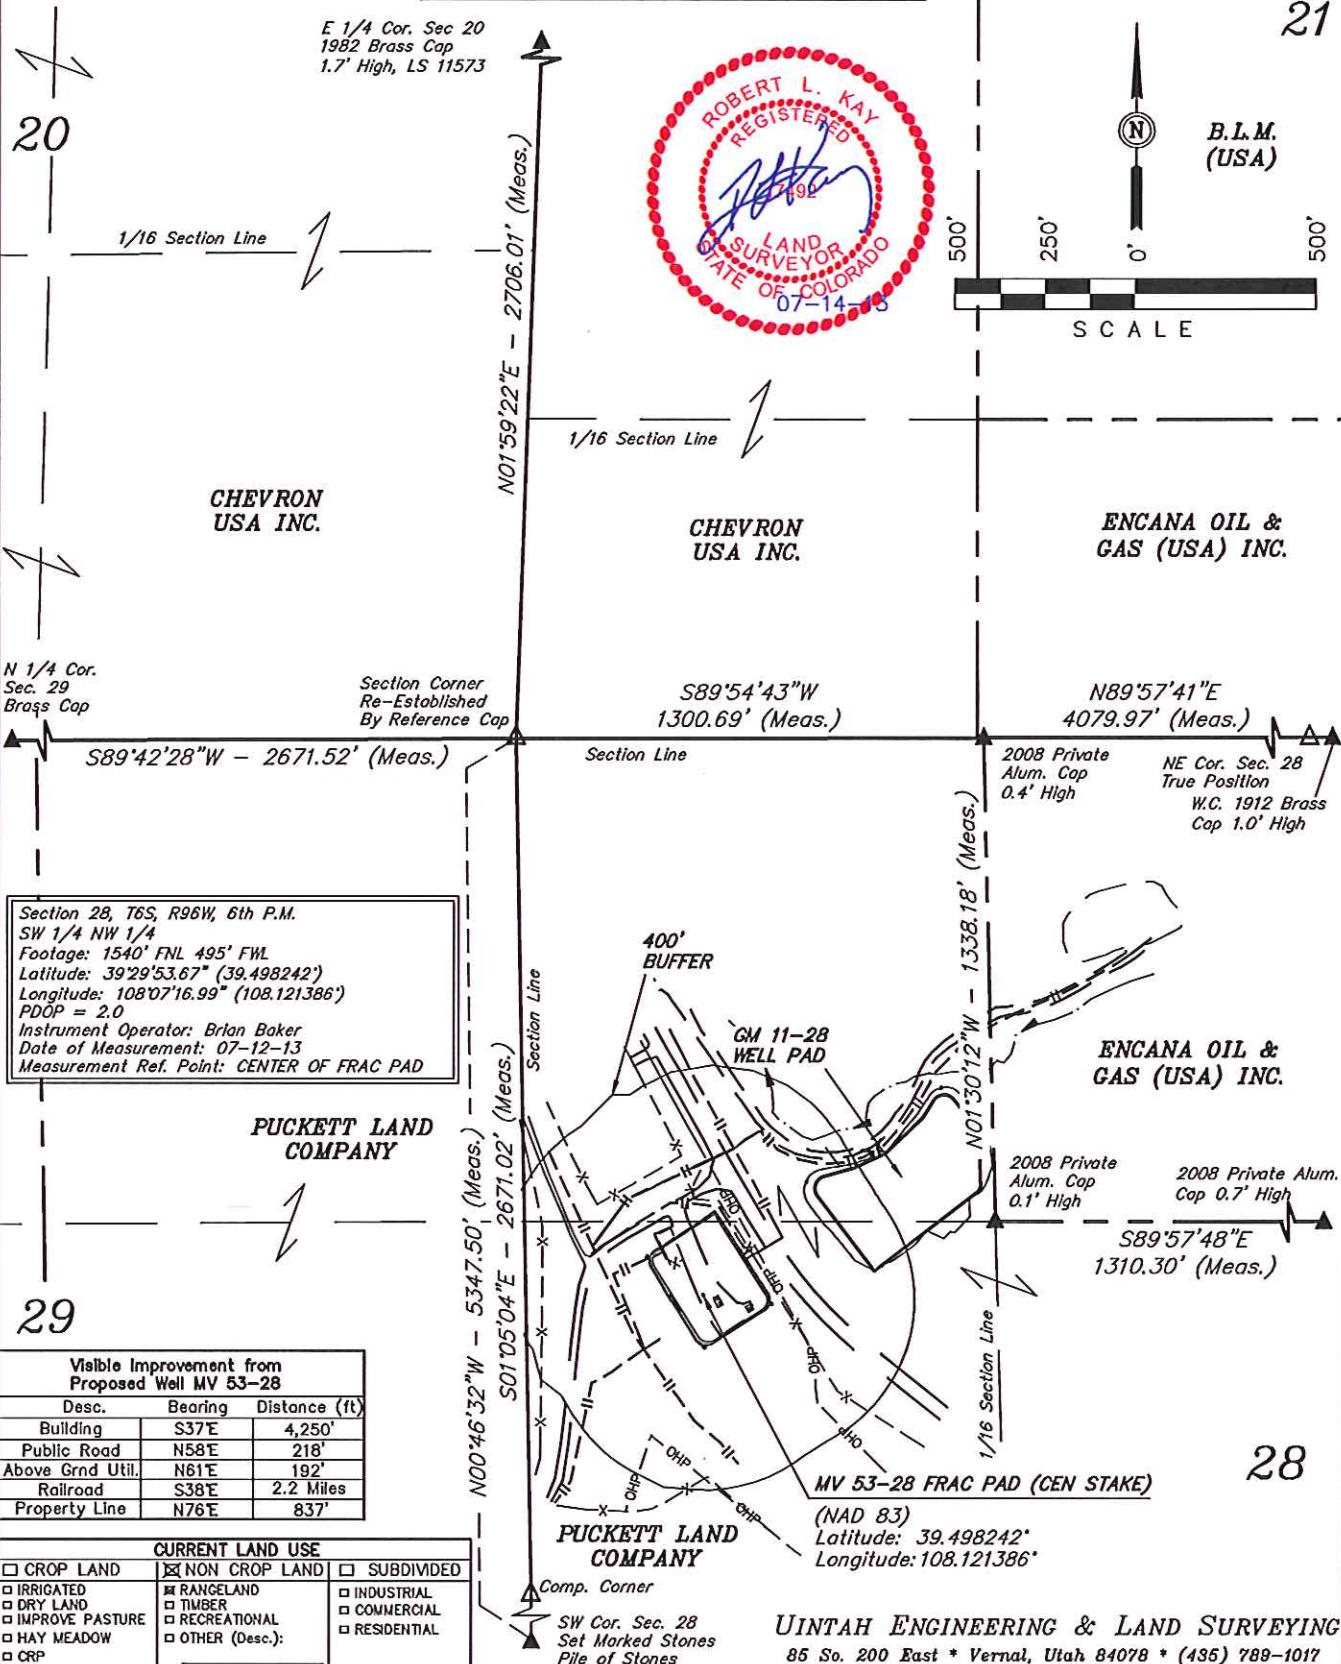 E 1/4 Cor. Sec 20
1982 Brass Cap
1.7' High, LS 11573
21
20
ROBERT L. KAY
REGISTERED
17492
LAND
SURVEYOR
STATE OF COLORADO
07-14-13
N
B.L.M.
(USA)
500'
250'
0'
500'
SCALE
1/16 Section Line
N01°59'22"E - 2706.01' (Meas.)
1/16 Section Line
CHEVRON
USA INC.
CHEVRON
USA INC.
ENCANA OIL &
GAS (USA) INC.
N 1/4 Cor.
Sec. 29
Brass Cap
Section Corner
Re-Established
By Reference Cap
S89°54'43"W
1300.69' (Meas.)
N89°57'41"E
4079.97' (Meas.)
S89°42'28"W - 2671.52' (Meas.)
Section Line
2008 Private
Alum. Cap
0.4' High
NE Cor. Sec. 28
True Position
W.C. 1912 Brass
Cap 1.0' High
Section 28, T6S, R96W, 6th P.M.
SW 1/4 NW 1/4
Footage: 1540' FNL 495' FWL
Latitude: 39°29'53.67" (39.498242°)
Longitude: 108°07'16.99" (108.121386°)
PDOP = 2.0
Instrument Operator: Brian Baker
Date of Measurement: 07-12-13
Measurement Ref. Point: CENTER OF FRAC PAD
Section Line
400'
BUFFER
GM 11-28
WELL PAD
N01°30'12"W - 1338.18' (Meas.)
ENCANA OIL &
GAS (USA) INC.
PUCKETT LAND
COMPANY
N00°46'32"W - 5347.50' (Meas.)
S01°05'04"E - 2671.02' (Meas.)
2008 Private
Alum. Cap
0.1' High
2008 Private Alum.
Cap 0.7' High
S89°57'48"E
1310.30' (Meas.)
OHP
OHP
OHP
OHP
OHP
OHP
OHP
1/16 Section Line
29
28
Visible Improvement from
Proposed Well MV 53-28
Desc. Bearing Distance (ft)
Building S37°E 4,250'
Public Road N58°E 218'
Above Grnd Util. N61°E 192'
Railroad S38°E 2.2 Miles
Property Line N76°E 837'
MV 53-28 FRAC PAD (CEN STAKE)
(NAD 83)
Latitude: 39.498242°
Longitude: 108.121386°
PUCKETT LAND
COMPANY
CURRENT LAND USE
☐ CROP LAND ☒ NON CROP LAND ☐ SUBDIVIDED
☐ IRRIGATED ☒ RANGELAND ☐ INDUSTRIAL
☐ DRY LAND ☐ TIMBER ☐ COMMERCIAL
☐ IMPROVE PASTURE ☐ RECREATIONAL ☐ RESIDENTIAL
☐ HAY MEADOW ☐ OTHER (Desc.):
☐ CRP
Comp. Corner
SW Cor. Sec. 28
Set Marked Stones
Pile of Stones
UINTAH ENGINEERING & LAND SURVEYING
85 So. 200 East * Vernal, Utah 84078 * (435) 789-1017